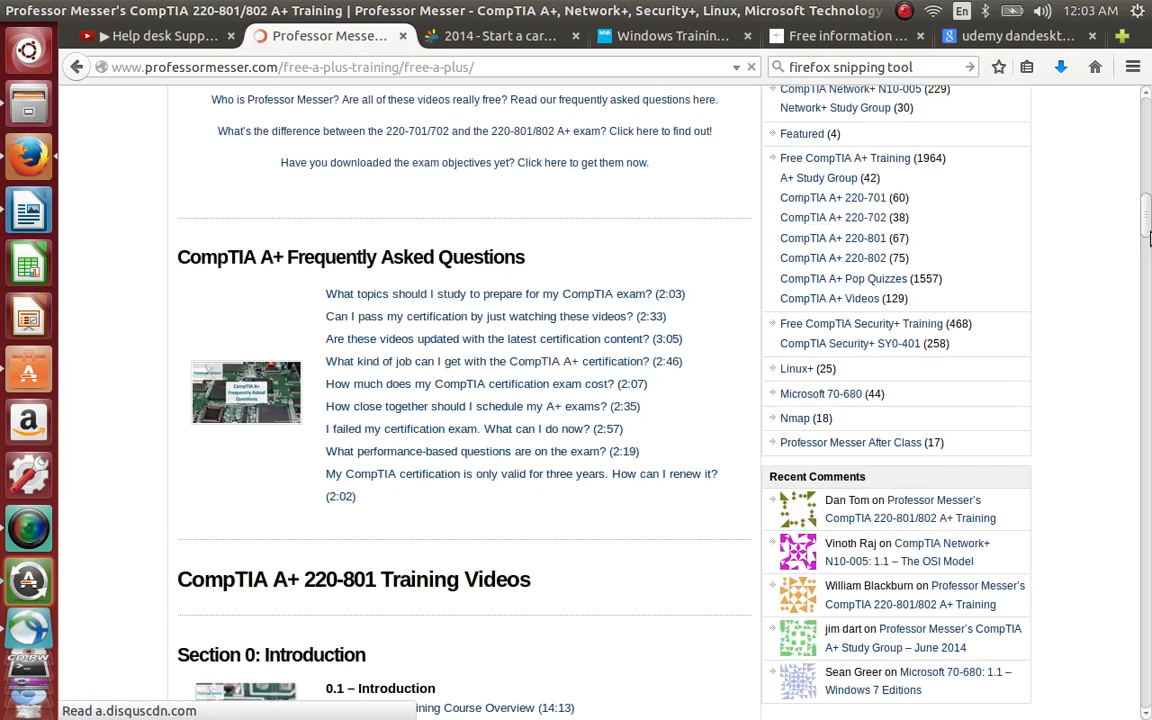 Professor Messer's CompTIA 220-801/802 A+ Training | Professor Messer - CompTIA A+, Network+, Security+, Linux, Microsoft Technology
En
12:03 AM
▶ Help desk Supp...
Professor Messe...
2014 - Start a car...
Windows Trainin...
Free information ...
udemy dandeskt...
www.professormesser.com/free-a-plus-training/free-a-plus/
firefox snipping tool
Who is Professor Messer? Are all of these videos really free? Read our frequently asked questions here.
What's the difference between the 220-701/702 and the 220-801/802 A+ exam? Click here to find out!
Have you downloaded the exam objectives yet? Click here to get them now.
CompTIA A+ Frequently Asked Questions
CompTIA A+
Frequently Asked
Questions
What topics should I study to prepare for my CompTIA exam? (2:03)
Can I pass my certification by just watching these videos? (2:33)
Are these videos updated with the latest certification content? (3:05)
What kind of job can I get with the CompTIA A+ certification? (2:46)
How much does my CompTIA certification exam cost? (2:07)
How close together should I schedule my A+ exams? (2:35)
I failed my certification exam. What can I do now? (2:57)
What performance-based questions are on the exam? (2:19)
My CompTIA certification is only valid for three years. How can I renew it?
(2:02)
CompTIA A+ 220-801 Training Videos
Section 0: Introduction
0.1 – Introduction
ining Course Overview (14:13)
Read a.disquscdn.com
CompTIA Network+ N10-005 (229)
Network+ Study Group (30)
Featured (4)
Free CompTIA A+ Training (1964)
A+ Study Group (42)
CompTIA A+ 220-701 (60)
CompTIA A+ 220-702 (38)
CompTIA A+ 220-801 (67)
CompTIA A+ 220-802 (75)
CompTIA A+ Pop Quizzes (1557)
CompTIA A+ Videos (129)
Free CompTIA Security+ Training (468)
CompTIA Security+ SY0-401 (258)
Linux+ (25)
Microsoft 70-680 (44)
Nmap (18)
Professor Messer After Class (17)
Recent Comments
Dan Tom on Professor Messer's
CompTIA 220-801/802 A+ Training
Vinoth Raj on CompTIA Network+
N10-005: 1.1 – The OSI Model
William Blackburn on Professor Messer's
CompTIA 220-801/802 A+ Training
jim dart on Professor Messer's CompTIA
A+ Study Group – June 2014
Sean Greer on Microsoft 70-680: 1.1 –
Windows 7 Editions
CD-RW